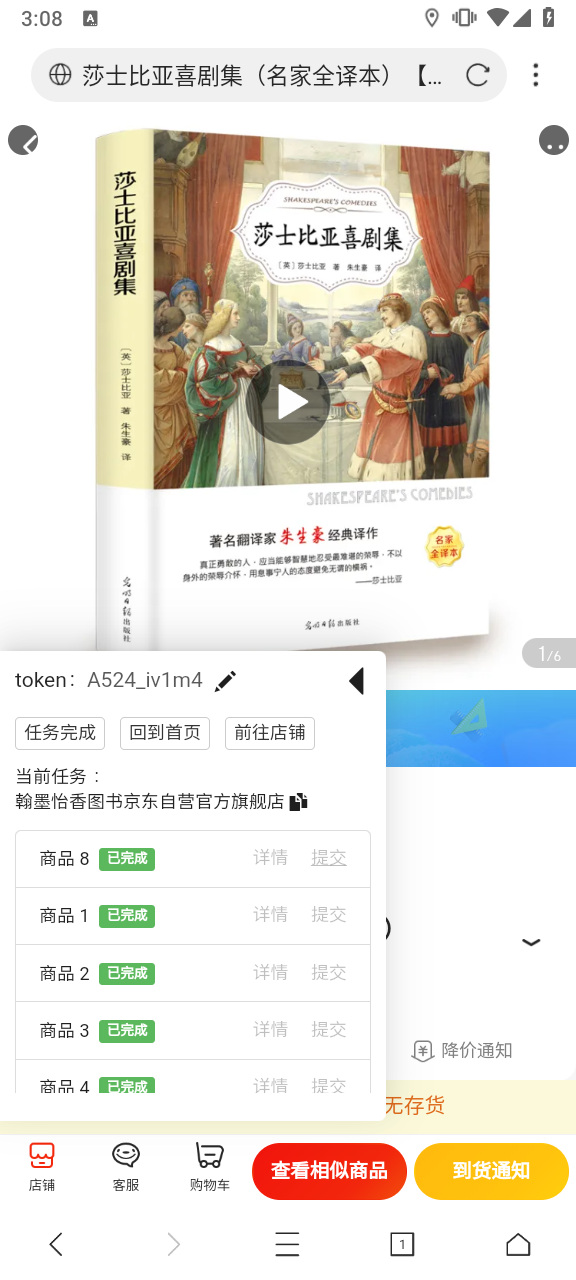 3:08
莎士比亚喜剧集（名家全译本）【...
莎士比亚喜剧集
〔英〕莎士比亚 著 朱生豪 译
光明日报出版社
SHAKESPEARE'S COMEDIES
莎士比亚喜剧集
〔英〕莎士比亚 著 朱生豪 译
SHAKESPEARE'S COMEDIES
著名翻译家朱生豪经典译作
名家
全译本
真正勇敢的人，应当能够智慧地忍受最难堪的荣辱，不以
身外的荣辱介怀，用息事宁人的态度避免无谓的横祸。
——莎士比亚
光明日报出版社
1/6
token： A524_iv1m4
任务完成
回到首页
前往店铺
当前任务：
翰墨怡香图书京东自营官方旗舰店
商品 8 已完成 详情 提交
商品 1 已完成 详情 提交
商品 2 已完成 详情 提交
商品 3 已完成 详情 提交
商品 4 已完成 详情 提交
降价通知
无存货
店铺
客服
购物车
查看相似商品
到货通知
1